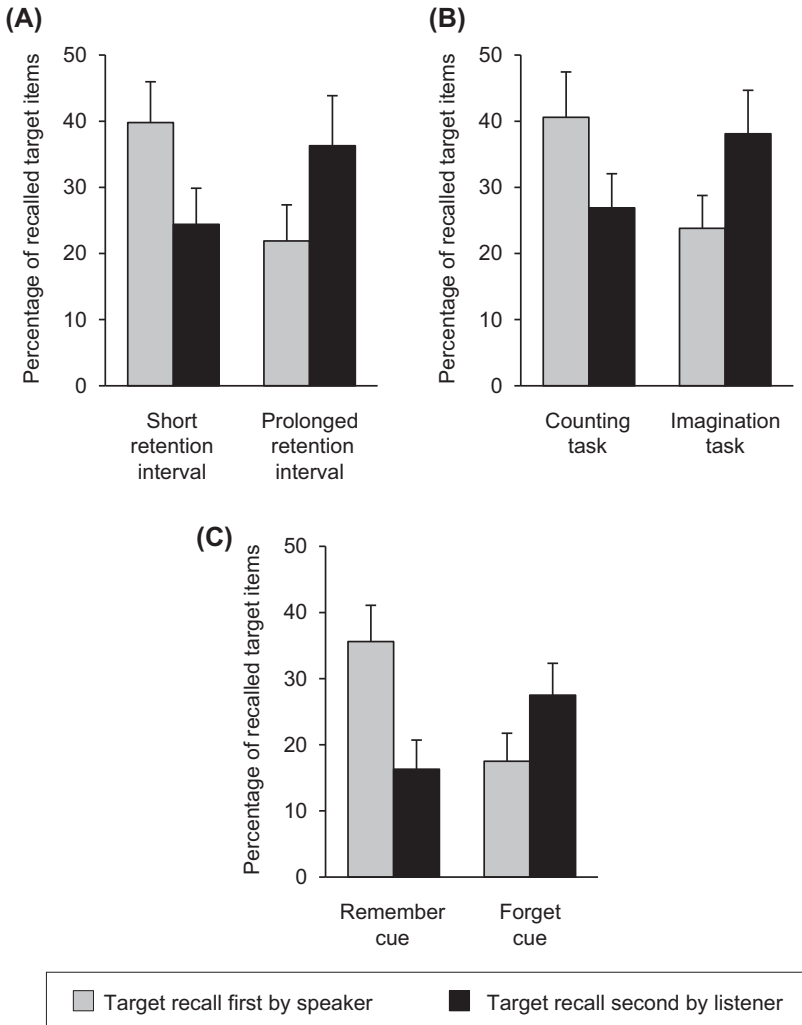 (A)
Percentage of recalled target items
50
40
30
20
10
0
Short
retention
interval
Prolonged
retention
interval
(B)
Percentage of recalled target items
50
40
30
20
10
0
Counting
task
Imagination
task
(C)
Percentage of recalled target items
50
40
30
20
10
0
Remember
cue
Forget
cue
Target recall first by speaker
Target recall second by listener